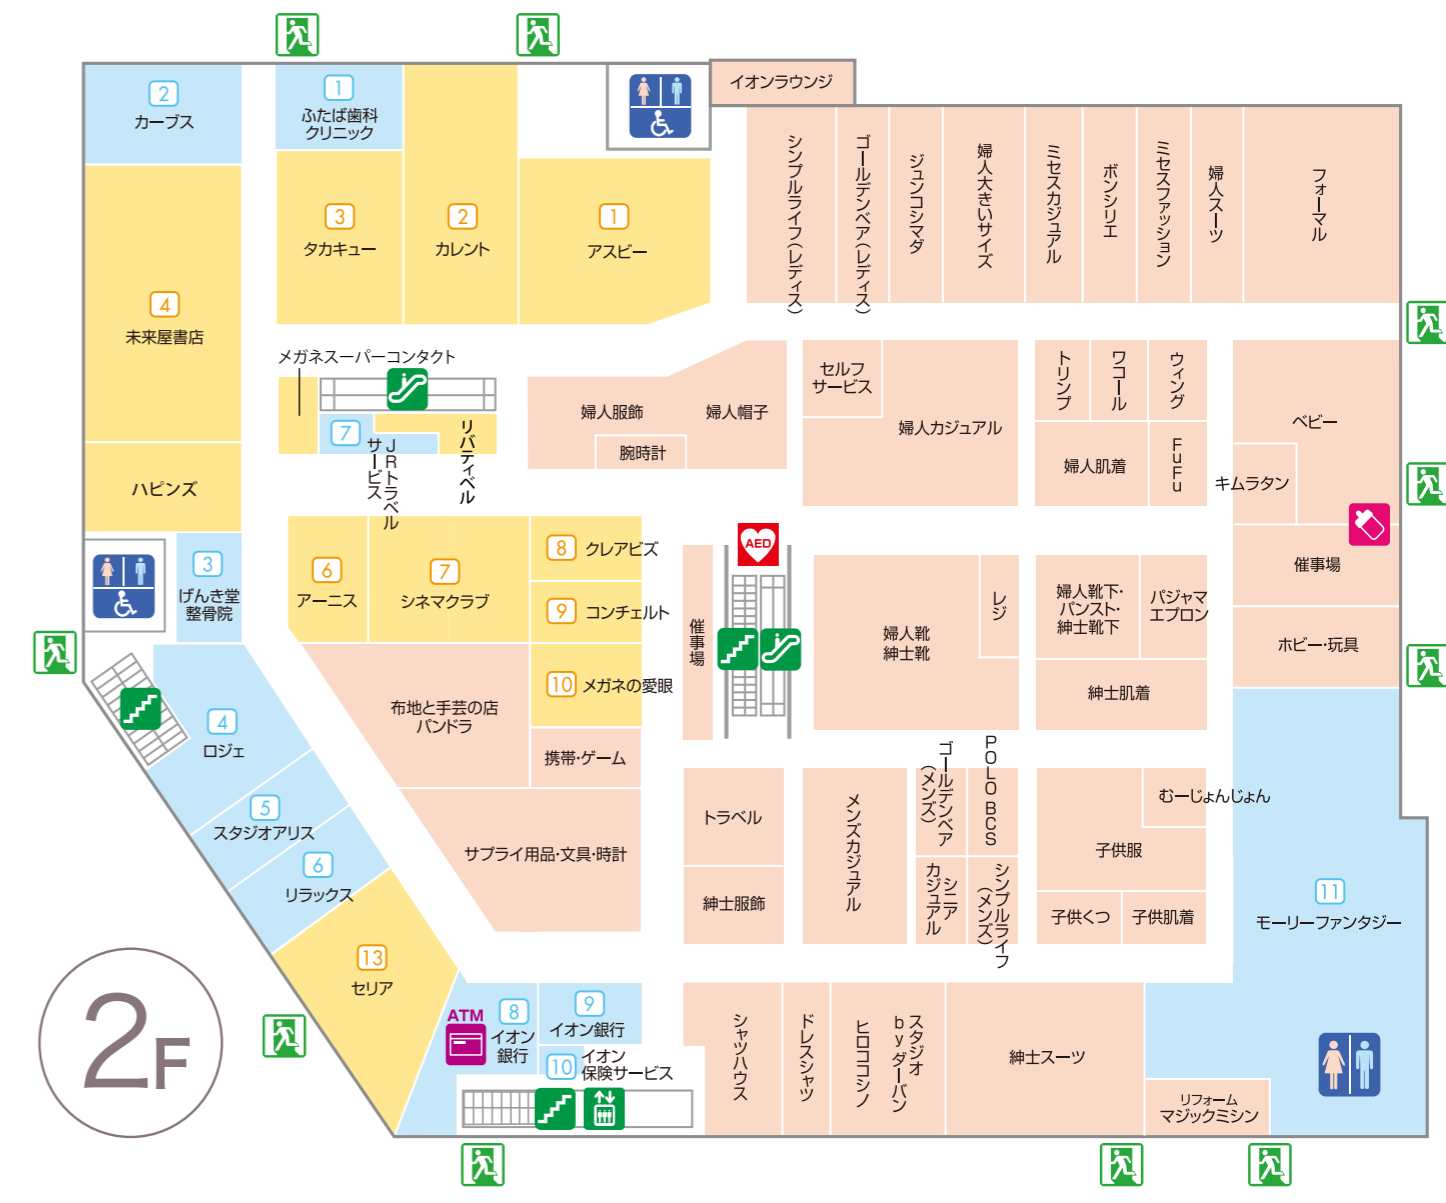 イオンラウンジ
2
カーブス
1
ふたば歯科
クリニック
3
タカキュー
2
カレント
1
アスビー
シンプルライフ(レディス)
ゴールデンベア(レディス)
ジュンコシマダ
婦人大きいサイズ
ミセスカジュアル
ボンシリエ
ミセスファッション
婦人スーツ
フォーマル
4
未来屋書店
メガネスーパーコンタクト
7
JRトラベル
サービス
リバティベル
婦人服飾
婦人帽子
腕時計
セルフ
サービス
婦人カジュアル
トリンプ
ワコール
ウィング
婦人肌着
FuFu
ベビー
キムラタン
ハピンズ
3
げんき堂
整骨院
6
アーニス
7
シネマクラブ
8 クレアビズ
9 コンチェルト
10 メガネの愛眼
催事場
AED
婦人靴
紳士靴
レジ
婦人靴下・
パンスト・
紳士靴下
パジャマ
エプロン
紳士肌着
催事場
ホビー・玩具
4
ロジェ
布地と手芸の店
パンドラ
携帯・ゲーム
5
スタジオアリス
6
リラックス
サプライ用品・文具・時計
トラベル
紳士服飾
メンズカジュアル
ゴールデンベア
(メンズ)
POLO BCS
シニア
カジュアル
シンプルライフ
(メンズ)
むーじょんじょん
子供服
子供くつ
子供肌着
11
モーリーファンタジー
13
セリア
ATM
8
イオン
銀行
9
イオン銀行
10
イオン
保険サービス
シャツハウス
ドレスシャツ
ヒロココシノ
スタジオ
byダーバン
紳士スーツ
リフォーム
マジックミシン
2F